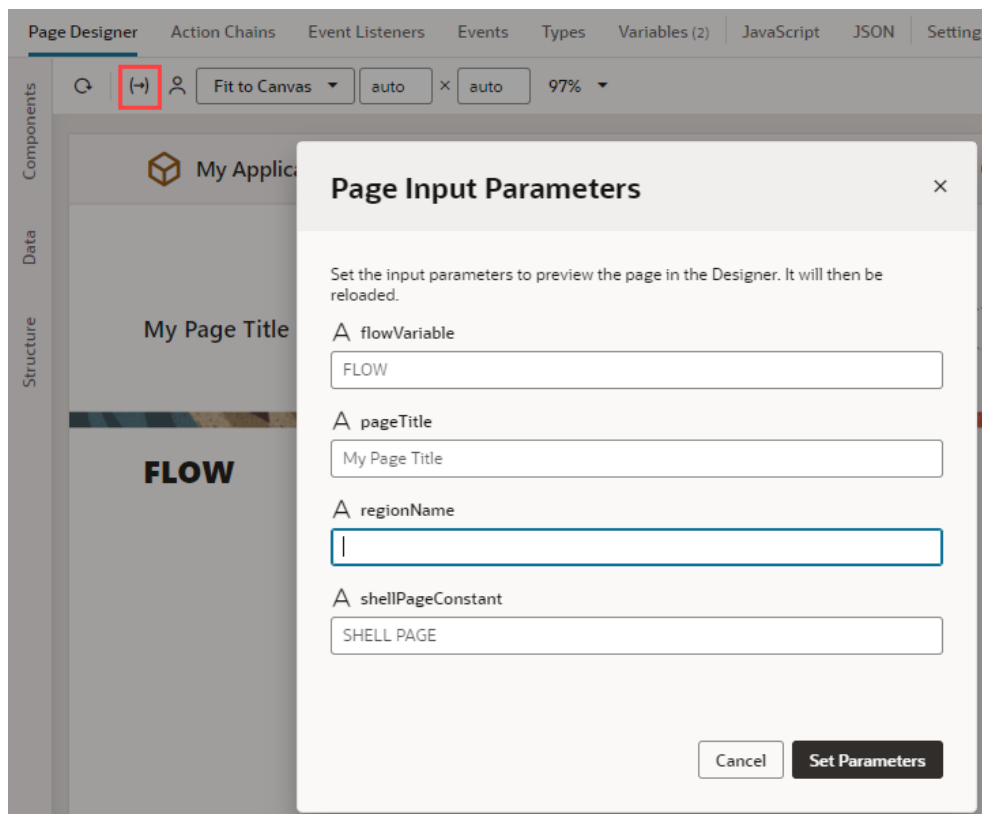 Page Designer Action Chains Event Listeners Events Types Variables (2) JavaScript JSON Setting
Fit to Canvas auto × auto 97%
Components
Data
Structure
My Applica
My Page Title
FLOW
Page Input Parameters
Set the input parameters to preview the page in the Designer. It will then be
reloaded.
A flowVariable
FLOW
A pageTitle
My Page Title
A regionName
A shellPageConstant
SHELL PAGE
Cancel Set Parameters